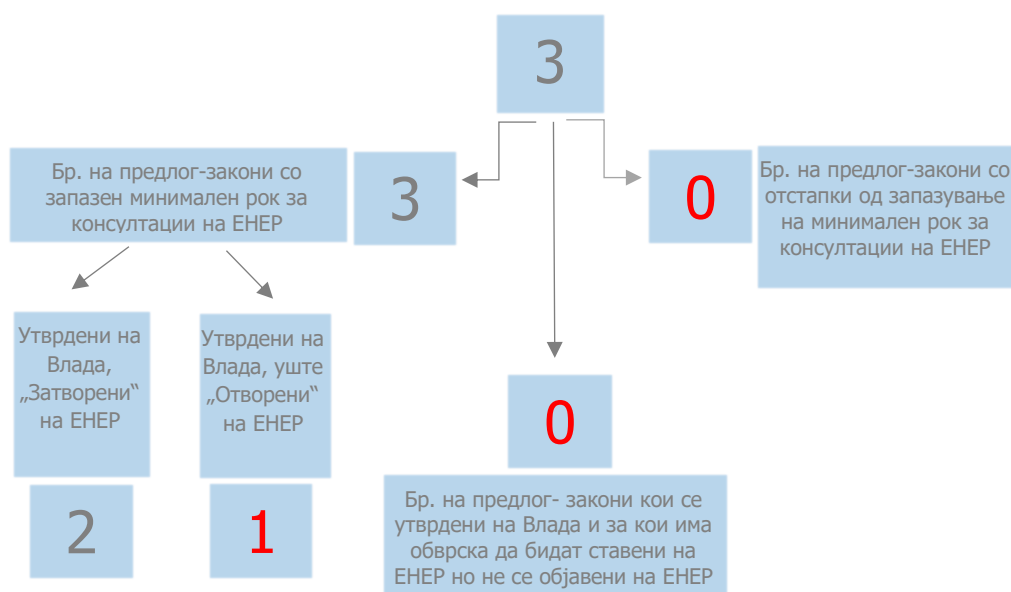 3
Бр. на предлог-закони со
запазен минимален рок за
консултации на ЕНЕР
3
0
Бр. на предлог-закони со
отстапки од запазување
на минимален рок за
консултации на ЕНЕР
Утврдени на
Влада,
„Затворени“
на ЕНЕР
2
Утврдени на
Влада, уште
„Отворени“
на ЕНЕР
1
0
Бр. на предлог- закони кои се
утврдени на Влада и за кои има
обврска да бидат ставени на
ЕНЕР но не се објавени на ЕНЕР